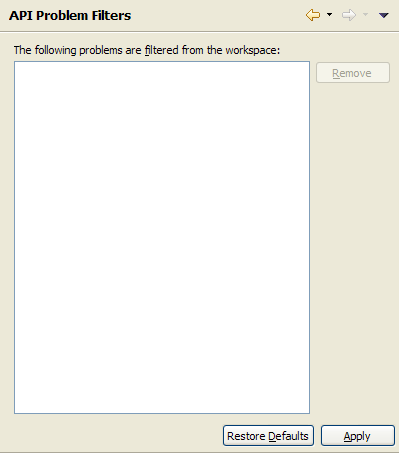 API Problem Filters
The following problems are filtered from the workspace:
Remove
Restore Defaults
Apply